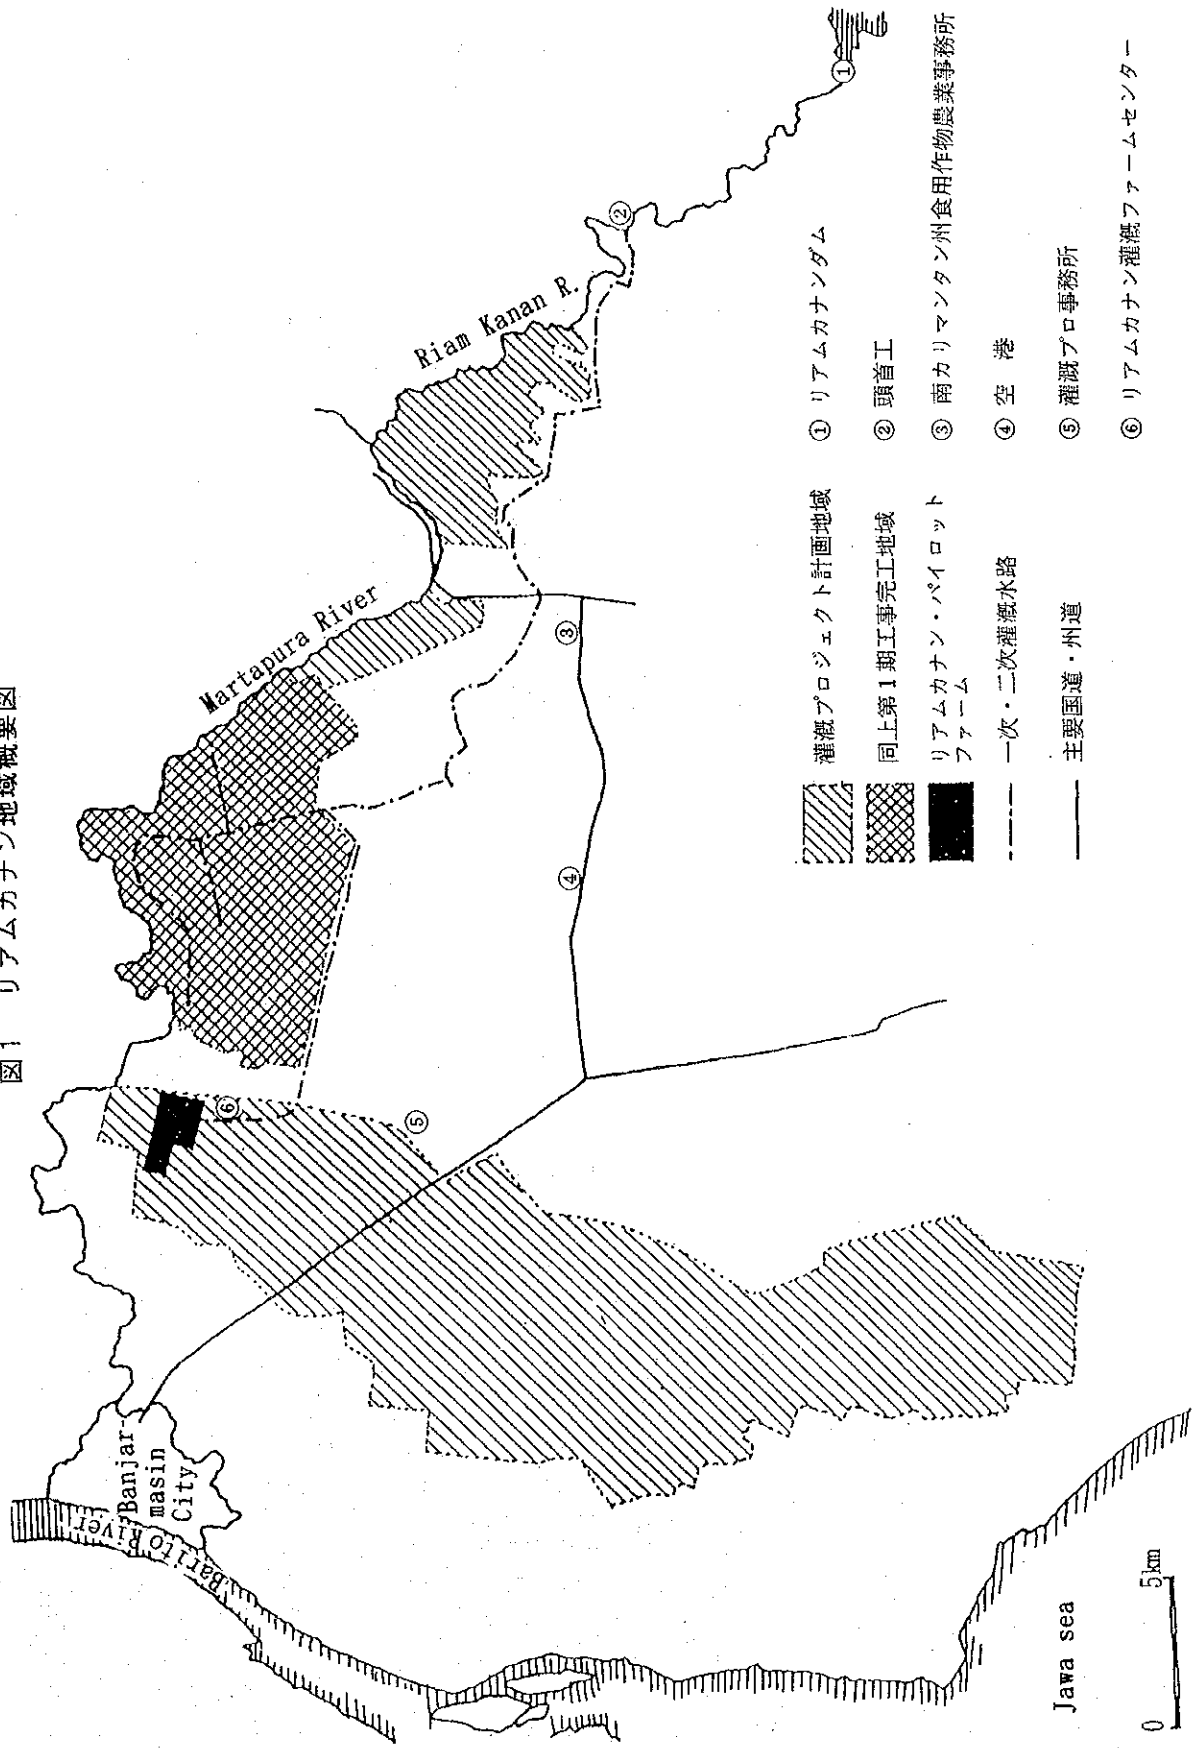 図1 リアムカナン地域概要図
Barito River
Banjar-
masin
City
Martapura River
Riam Kanan R.
①
②
③
④
⑤
⑥
Jawa sea
0 5km
灌漑プロジェクト計画地域
同上第1期工事完工地域
リアムカナン・パイロット
ファーム
一次・二次灌漑水路
主要国道・州道
① リアムカナンダム
② 頭首工
③ 南カリマンタン州食用作物農業事務所
④ 空 港
⑤ 灌漑プロ事務所
⑥ リアムカナン灌漑ファームセンター